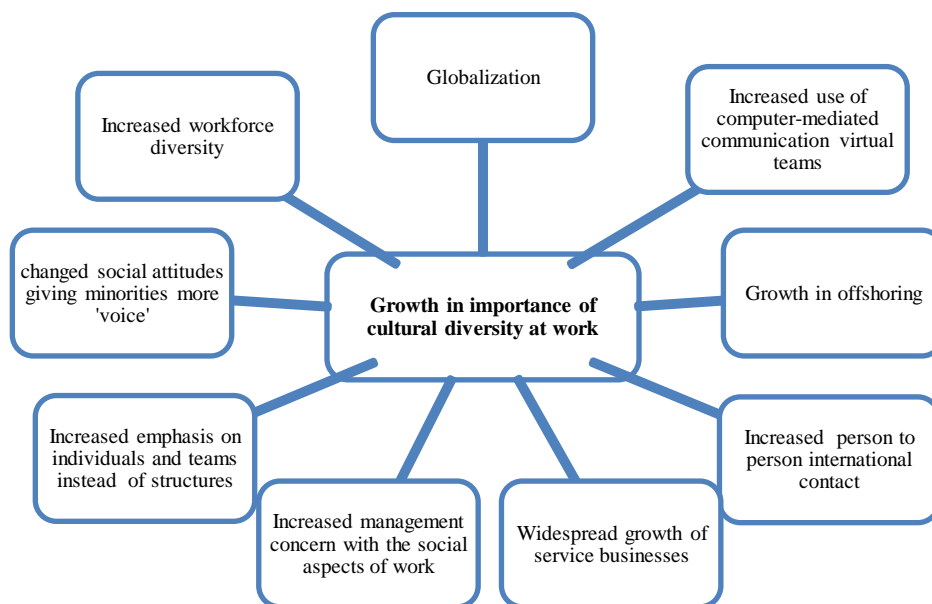 Globalization
Increased use of
computer-mediated
communication virtual
teams
Growth in offshoring
Increased person to
person international
contact
Widespread growth of
service businesses
Increased management
concern with the social
aspects of work
Increased emphasis on
individuals and teams
instead of structures
changed social attitudes
giving minorities more
'voice'
Increased workforce
diversity
Growth in importance of
cultural diversity at work